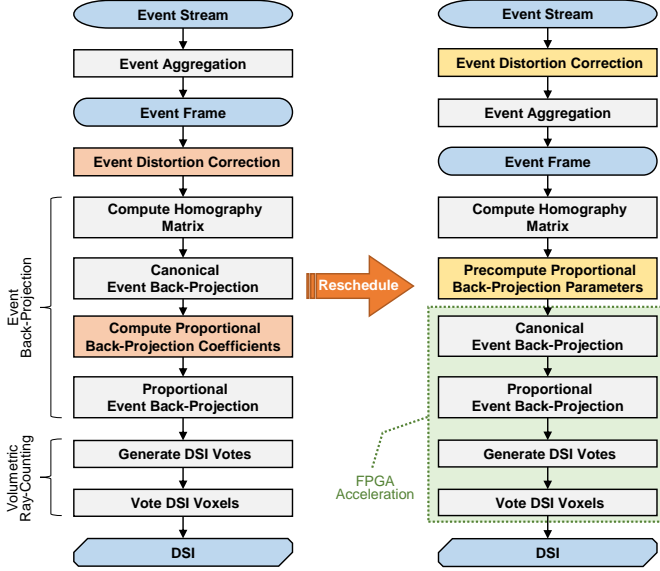 Event Stream
Event Aggregation
Event Frame
Event Distortion Correction
Compute Homography
Matrix
Canonical
Event Back-Projection
Compute Proportional
Back-Projection Coefficients
Proportional
Event Back-Projection
Generate DSI Votes
Vote DSI Voxels
DSI
Event
Back-Projection
Volumetric
Ray-Counting
Reschedule
Event Stream
Event Distortion Correction
Event Aggregation
Event Frame
Compute Homography
Matrix
Precompute Proportional
Back-Projection Parameters
Canonical
Event Back-Projection
Proportional
Event Back-Projection
Generate DSI Votes
Vote DSI Voxels
DSI
FPGA
Acceleration